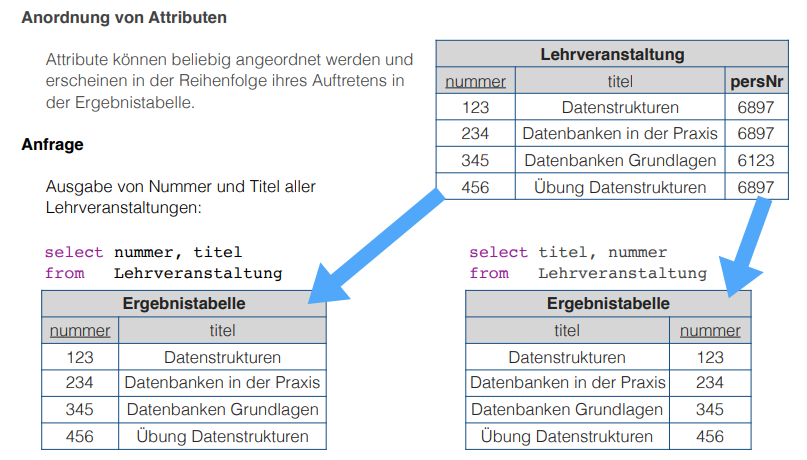 Anordnung von Attributen
Attribute können beliebig angeordnet werden und
erscheinen in der Reihenfolge ihres Auftretens in
der Ergebnistabelle.
Lehrveranstaltung
nummer titel persNr
123 Datenstrukturen 6897
234 Datenbanken in der Praxis 6897
345 Datenbanken Grundlagen 6123
456 Übung Datenstrukturen 6897
Anfrage
Ausgabe von Nummer und Titel aller
Lehrveranstaltungen:
select nummer, titel
from Lehrveranstaltung
Ergebnistabelle
nummer titel
123 Datenstrukturen
234 Datenbanken in der Praxis
345 Datenbanken Grundlagen
456 Übung Datenstrukturen
select titel, nummer
from Lehrveranstaltung
Ergebnistabelle
titel nummer
Datenstrukturen 123
Datenbanken in der Praxis 234
Datenbanken Grundlagen 345
Übung Datenstrukturen 456